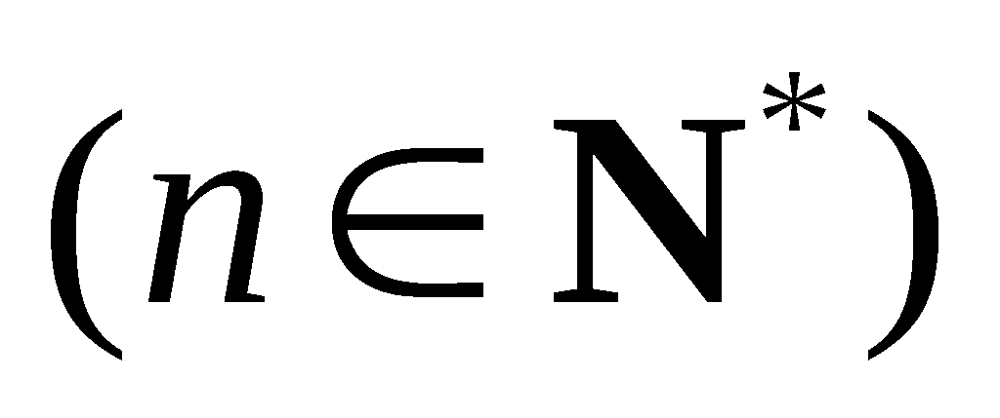 (n ∈ N*)